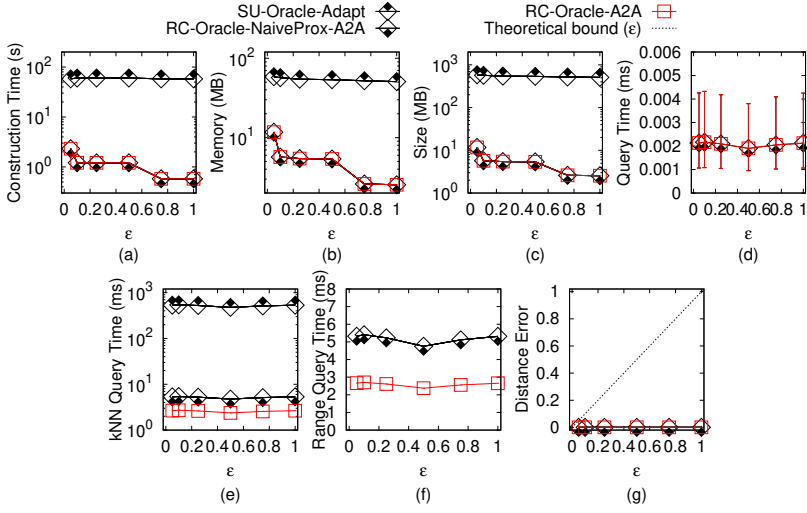 SU-Oracle-Adapt
RC-Oracle-NaiveProx-A2A
RC-Oracle-A2A
Theoretical bound (ε)
Construction Time (s)
10²
10¹
10⁰
0 0.2 0.4 0.6 0.8 1
ε
(a)
Memory (MB)
10²
10¹
0 0.2 0.4 0.6 0.8 1
ε
(b)
Size (MB)
10³
10²
10¹
10⁰
0 0.2 0.4 0.6 0.8 1
ε
(c)
Query Time (ms)
0.006
0.005
0.004
0.003
0.002
0.001
0
0 0.2 0.4 0.6 0.8 1
ε
(d)
kNN Query Time (ms)
10³
10²
10¹
10⁰
0 0.2 0.4 0.6 0.8 1
ε
(e)
Range Query Time (ms)
8
7
6
5
4
3
2
1
0
0 0.2 0.4 0.6 0.8 1
ε
(f)
Distance Error
1
0.8
0.6
0.4
0.2
0
0 0.2 0.4 0.6 0.8 1
ε
(g)